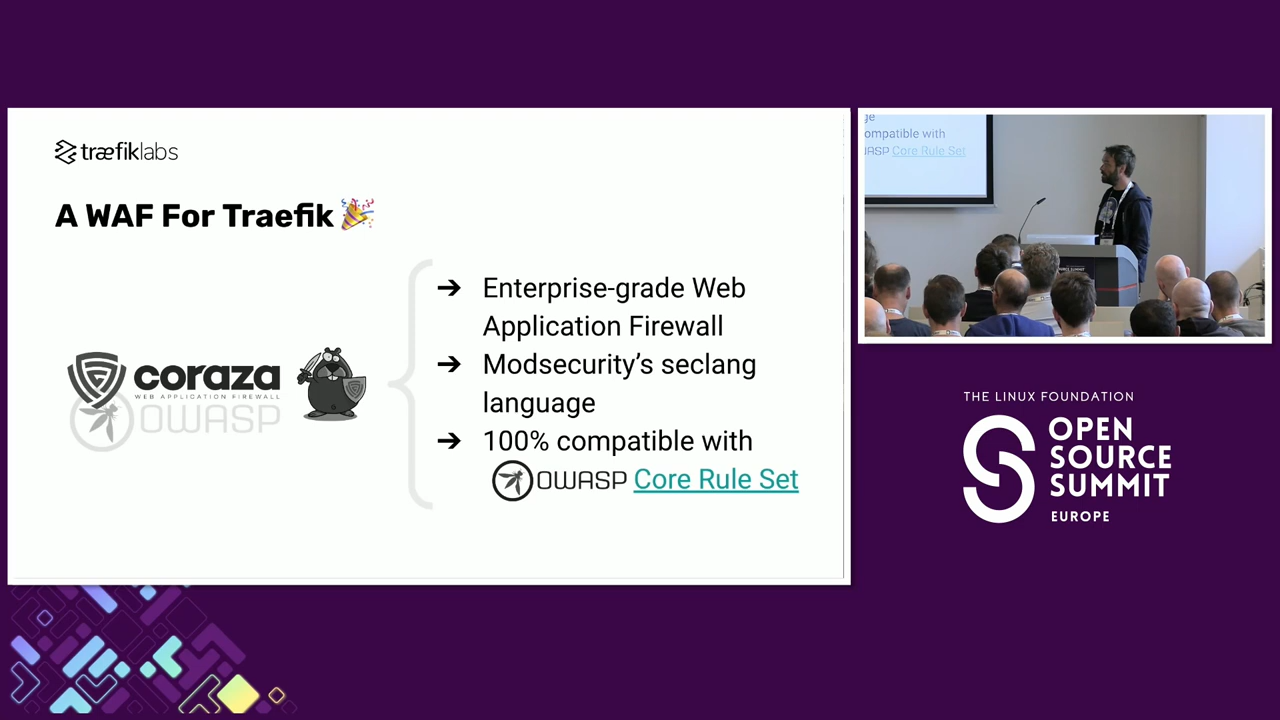 træfiklabs
A WAF For Traefik
coraza
WEB APPLICATION FIREWALL
OWASP
➔ Enterprise-grade Web
Application Firewall
➔ Modsecurity's seclang
language
➔ 100% compatible with
OWASP Core Rule Set
ompatible with
Core Rule Set
THE LINUX FOUNDATION
OPEN
SOURCE
SUMMIT
EUROPE